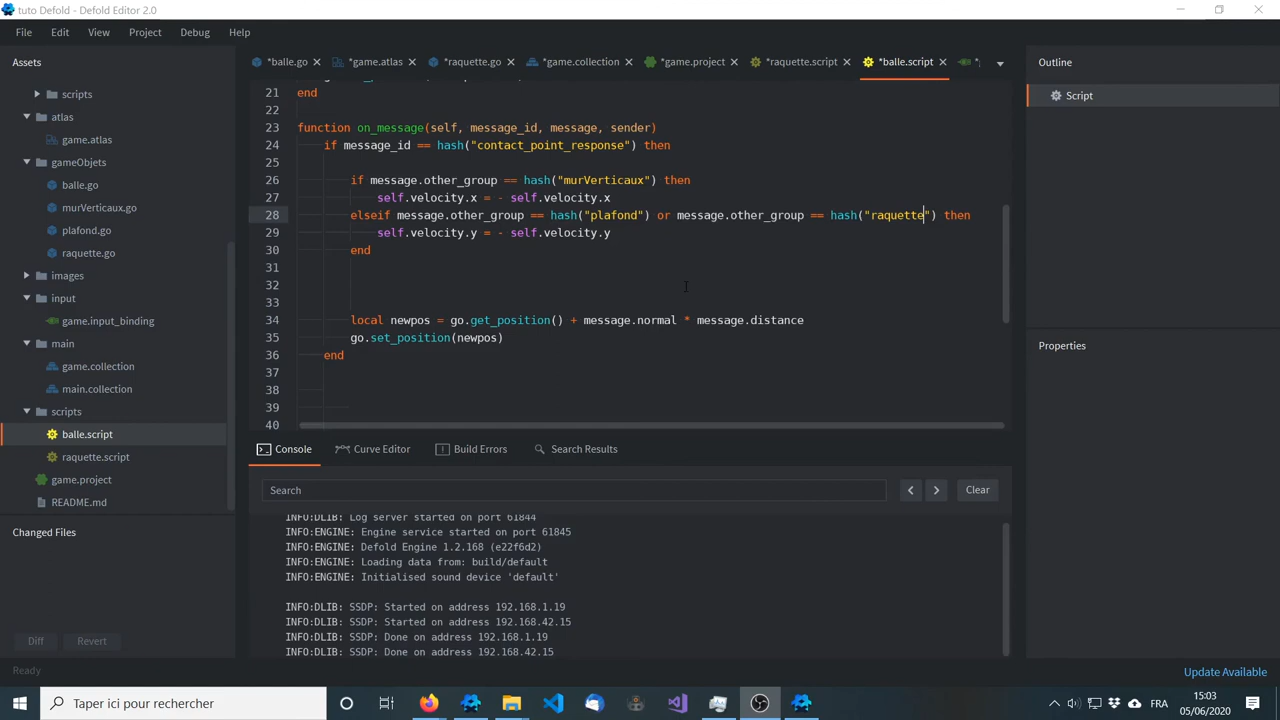 tuto Defold - Defold Editor 2.0
File Edit View Project Debug Help
Assets
scripts
atlas
game.atlas
gameObjets
balle.go
murVerticaux.go
plafond.go
raquette.go
images
input
game.input_binding
main
game.collection
main.collection
scripts
balle.script
raquette.script
game.project
README.md
Changed Files
Diff Revert
Ready
*balle.go *game.atlas *raquette.go *game.collection *game.project *raquette.script *balle.script
21 end
22
23 function on_message(self, message_id, message, sender)
24 if message_id == hash("contact_point_response") then
25
26 if message.other_group == hash("murVerticaux") then
27 self.velocity.x = - self.velocity.x
28 elseif message.other_group == hash("plafond") or message.other_group == hash("raquette") then
29 self.velocity.y = - self.velocity.y
30 end
31
32
33
34 local newpos = go.get_position() + message.normal * message.distance
35 go.set_position(newpos)
36 end
37
38
39
40
Console Curve Editor Build Errors Search Results
Search
Clear
INFO:DLIB: Log server started on port 61844
INFO:ENGINE: Engine service started on port 61845
INFO:ENGINE: Defold Engine 1.2.168 (e22f6d2)
INFO:ENGINE: Loading data from: build/default
INFO:ENGINE: Initialised sound device 'default'
INFO:DLIB: SSDP: Started on address 192.168.1.19
INFO:DLIB: SSDP: Started on address 192.168.42.15
INFO:DLIB: SSDP: Done on address 192.168.1.19
INFO:DLIB: SSDP: Done on address 192.168.42.15
Outline
Script
Properties
Update Available
Taper ici pour rechercher
FRA
15:03
05/06/2020